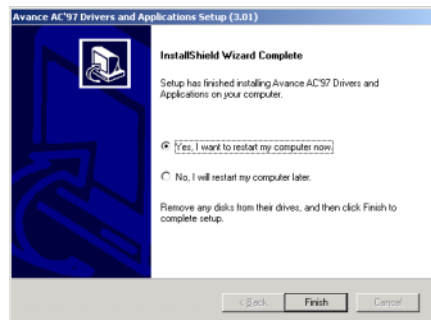 Avance AC'97 Drivers and Applications Setup (3.01)
InstallShield Wizard Complete
Setup has finished installing Avance AC'97 Drivers and
Applications on your computer.
Yes, I want to restart my computer now.
No, I will restart my computer later.
Remove any disks from their drives, and then click Finish to
complete setup.
< Back Finish Cancel